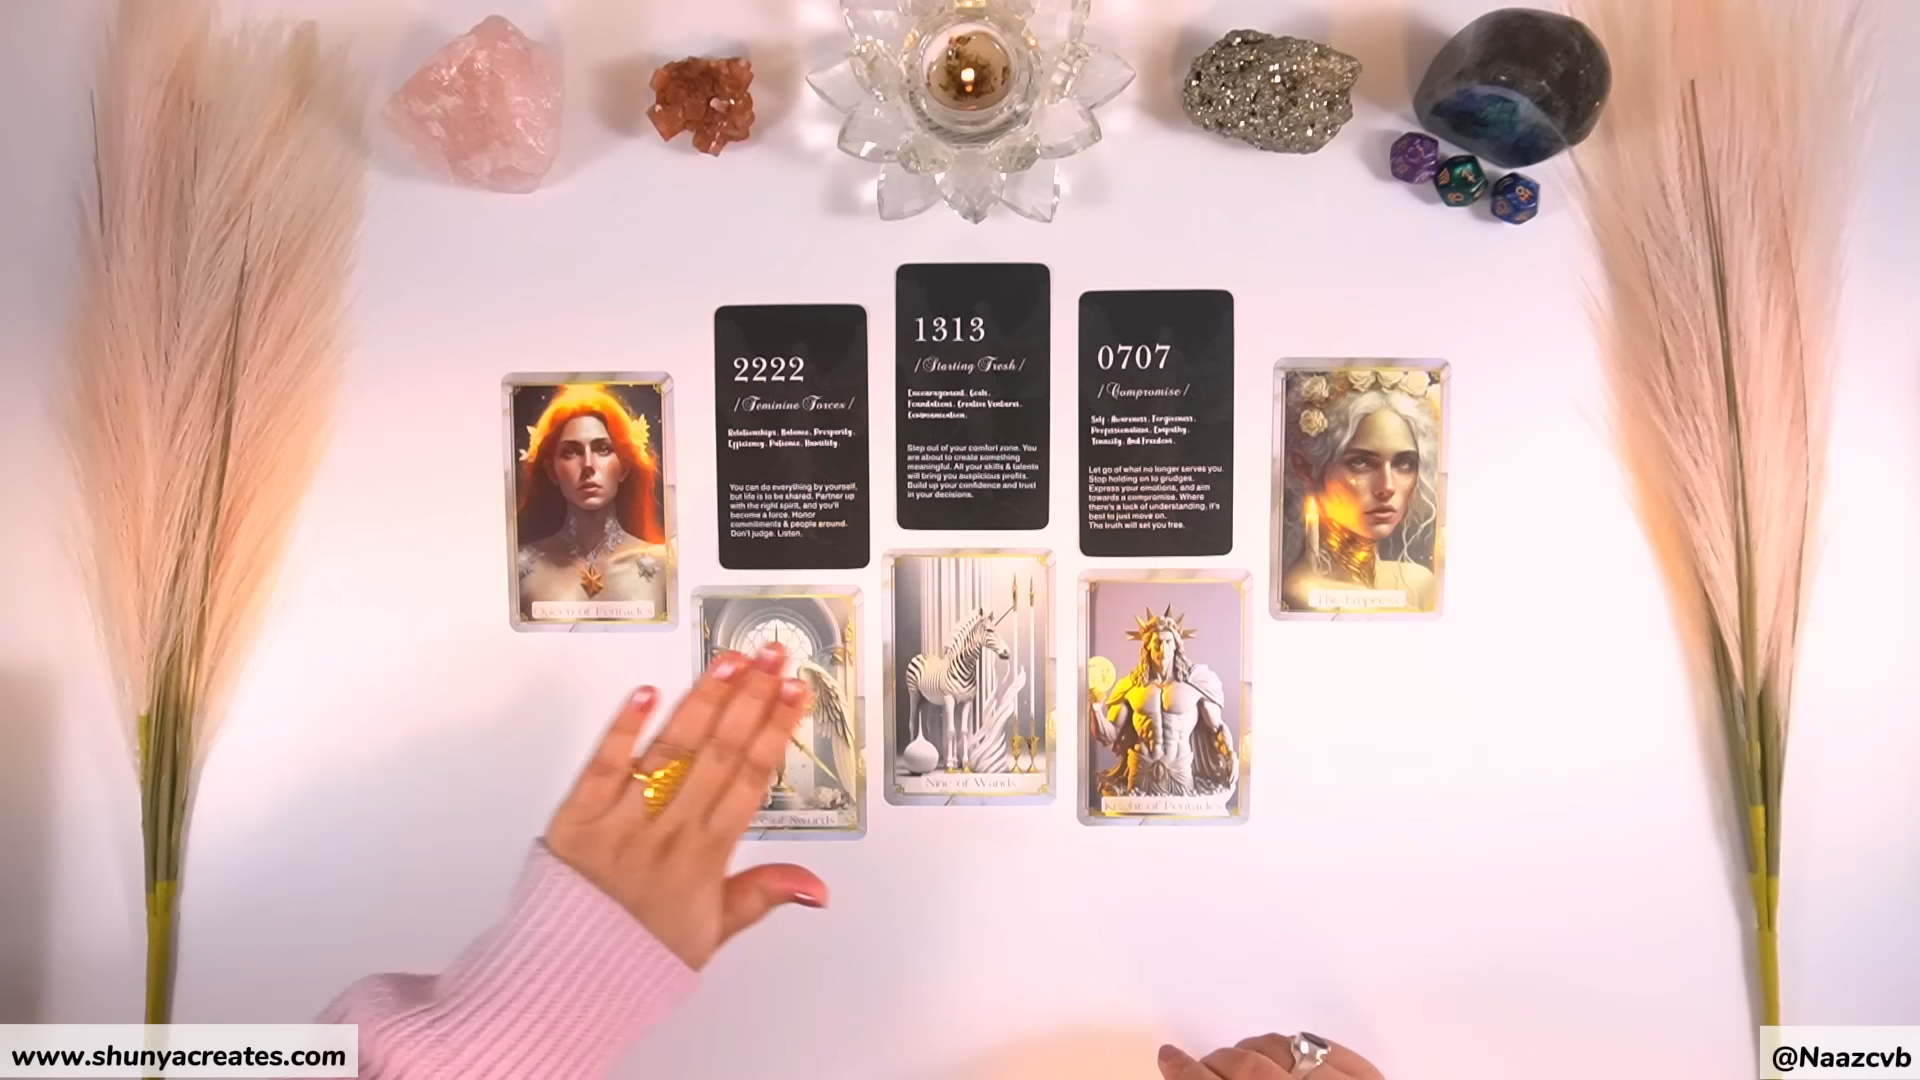 1313
/Starting Fresh/
Encouragement, Goals,
Foundations, Creative Ventures,
Communication.
Step out of your comfort zone. You
are about to create something
meaningful. All your skills & talents
will bring you auspicious profits.
Build up your confidence and trust
in your decisions.
2222
/Feminine Forces/
Relationships, Balance, Prosperity,
Efficiency, Patience, Humility.
You can do everything by yourself,
but life is to be shared. Partner up
with the right spirit, and you'll
become a force. Honor
commitments & people around.
Don't judge. Listen.
0707
/Compromise/
Self-Awareness, Forgiveness,
Professionalism, Empathy,
Tenacity, And Freedom.
Let go of what no longer serves you.
Stop holding on to grudges.
Express your emotions, and aim
towards a compromise. Where
there's a lack of understanding, it's
best to just move on.
The truth will set you free.
Queen of Pentacles
The Empress
of Swords
Nine of Wands
Knight of Pentacles
www.shunyacreates.com
@Naazcvb